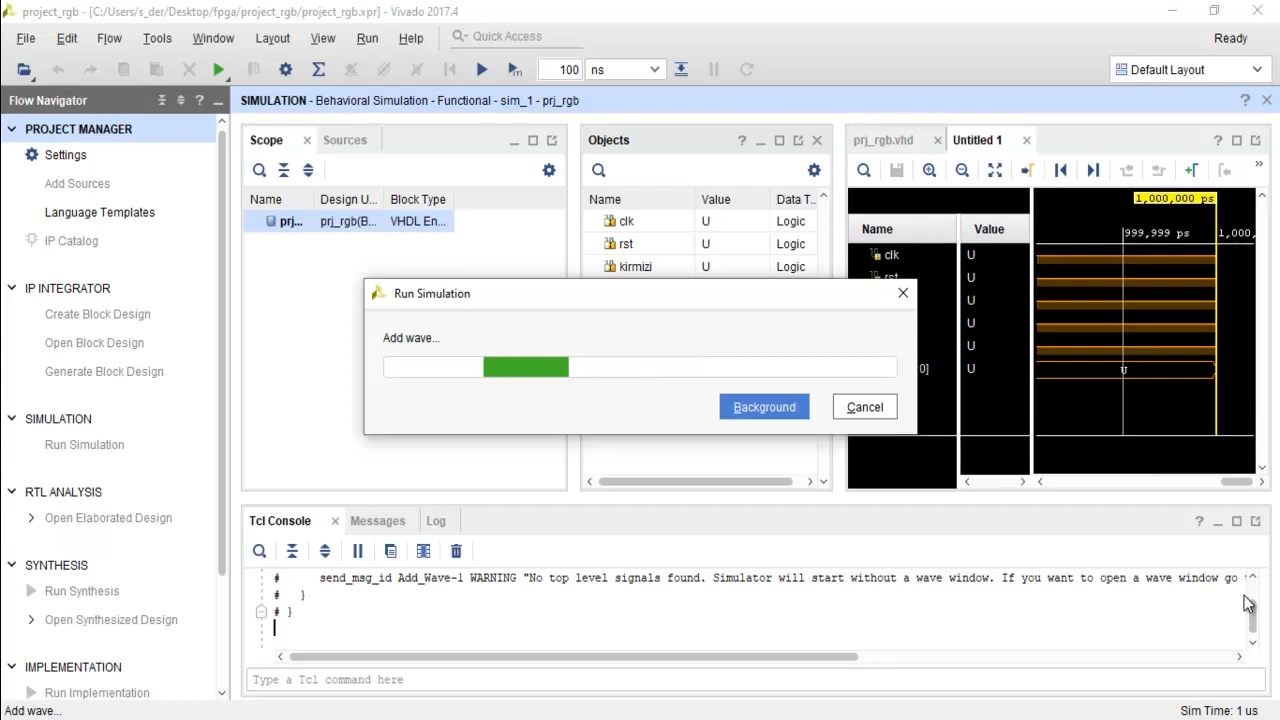 project_rgb - [C:/Users/s_der/Desktop/fpga/project_rgb/project_rgb.xpr] - Vivado 2017.4
File Edit Flow Tools Window Layout View Run Help Quick Access Ready
100 ns Default Layout
Flow Navigator
SIMULATION - Behavioral Simulation - Functional - sim_1 - prj_rgb
PROJECT MANAGER
Settings
Add Sources
Language Templates
IP Catalog
IP INTEGRATOR
Create Block Design
Open Block Design
Generate Block Design
SIMULATION
Run Simulation
RTL ANALYSIS
Open Elaborated Design
SYNTHESIS
Run Synthesis
Open Synthesized Design
IMPLEMENTATION
Run Implementation
Scope Sources
Name Design U... Block Type
prj... prj_rgb(B... VHDL En...
Objects
Name Value Data T...
clk U Logic
rst U Logic
kirmizi U Logic
prj_rgb.vhd Untitled 1
1,000,000 ps
Name Value 999,999 ps 1,000,
clk U
rst U
U
U
U
0] U U
Run Simulation
Add wave...
Background Cancel
Tcl Console Messages Log
# send_msg_id Add_Wave-1 WARNING "No top level signals found. Simulator will start without a wave window. If you want to open a wave window go
# }
# }
Type a Tcl command here
Add wave... Sim Time: 1 us